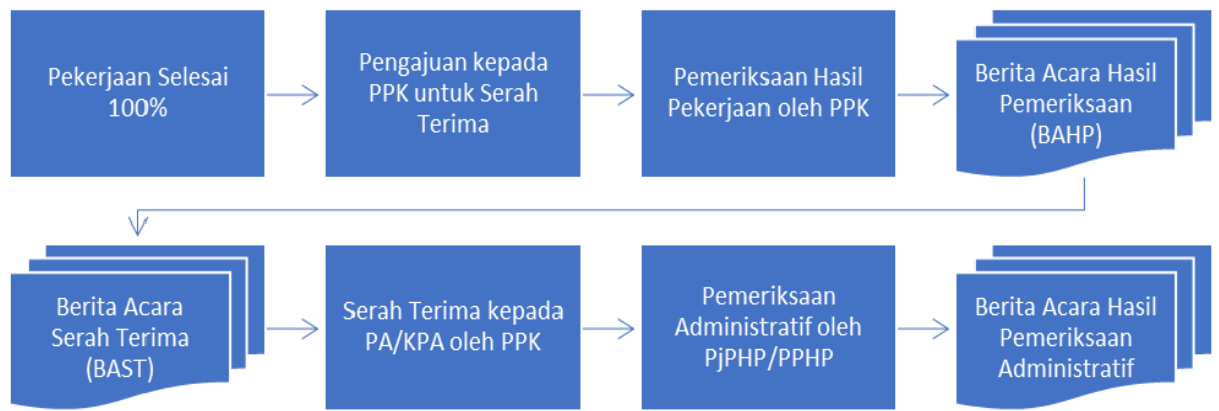 Pekerjaan Selesai
100%
Pengajuan kepada
PPK untuk Serah
Terima
Pemeriksaan Hasil
Pekerjaan oleh PPK
Berita Acara Hasil
Pemeriksaan
(BAHP)
Berita Acara
Serah Terima
(BAST)
Serah Terima kepada
PA/KPA oleh PPK
Pemeriksaan
Administratif oleh
PjPHP/PPHP
Berita Acara Hasil
Pemeriksaan
Administratif